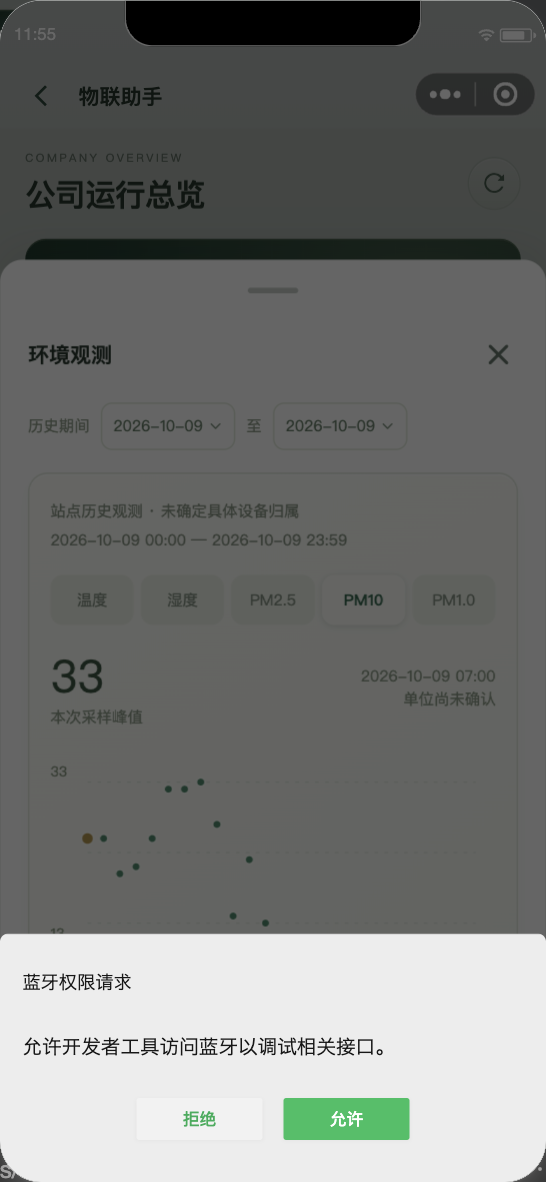 11:55
物联助手
COMPANY OVERVIEW
公司运行总览
环境观测
历史期间 2026-10-09 至 2026-10-09
站点历史观测 · 未确定具体设备归属
2026-10-09 00:00 — 2026-10-09 23:59
温度 湿度 PM2.5 PM10 PM1.0
33
2026-10-09 07:00
本次采样峰值
单位尚未确认
33
蓝牙权限请求
允许开发者工具访问蓝牙以调试相关接口。
拒绝 允许